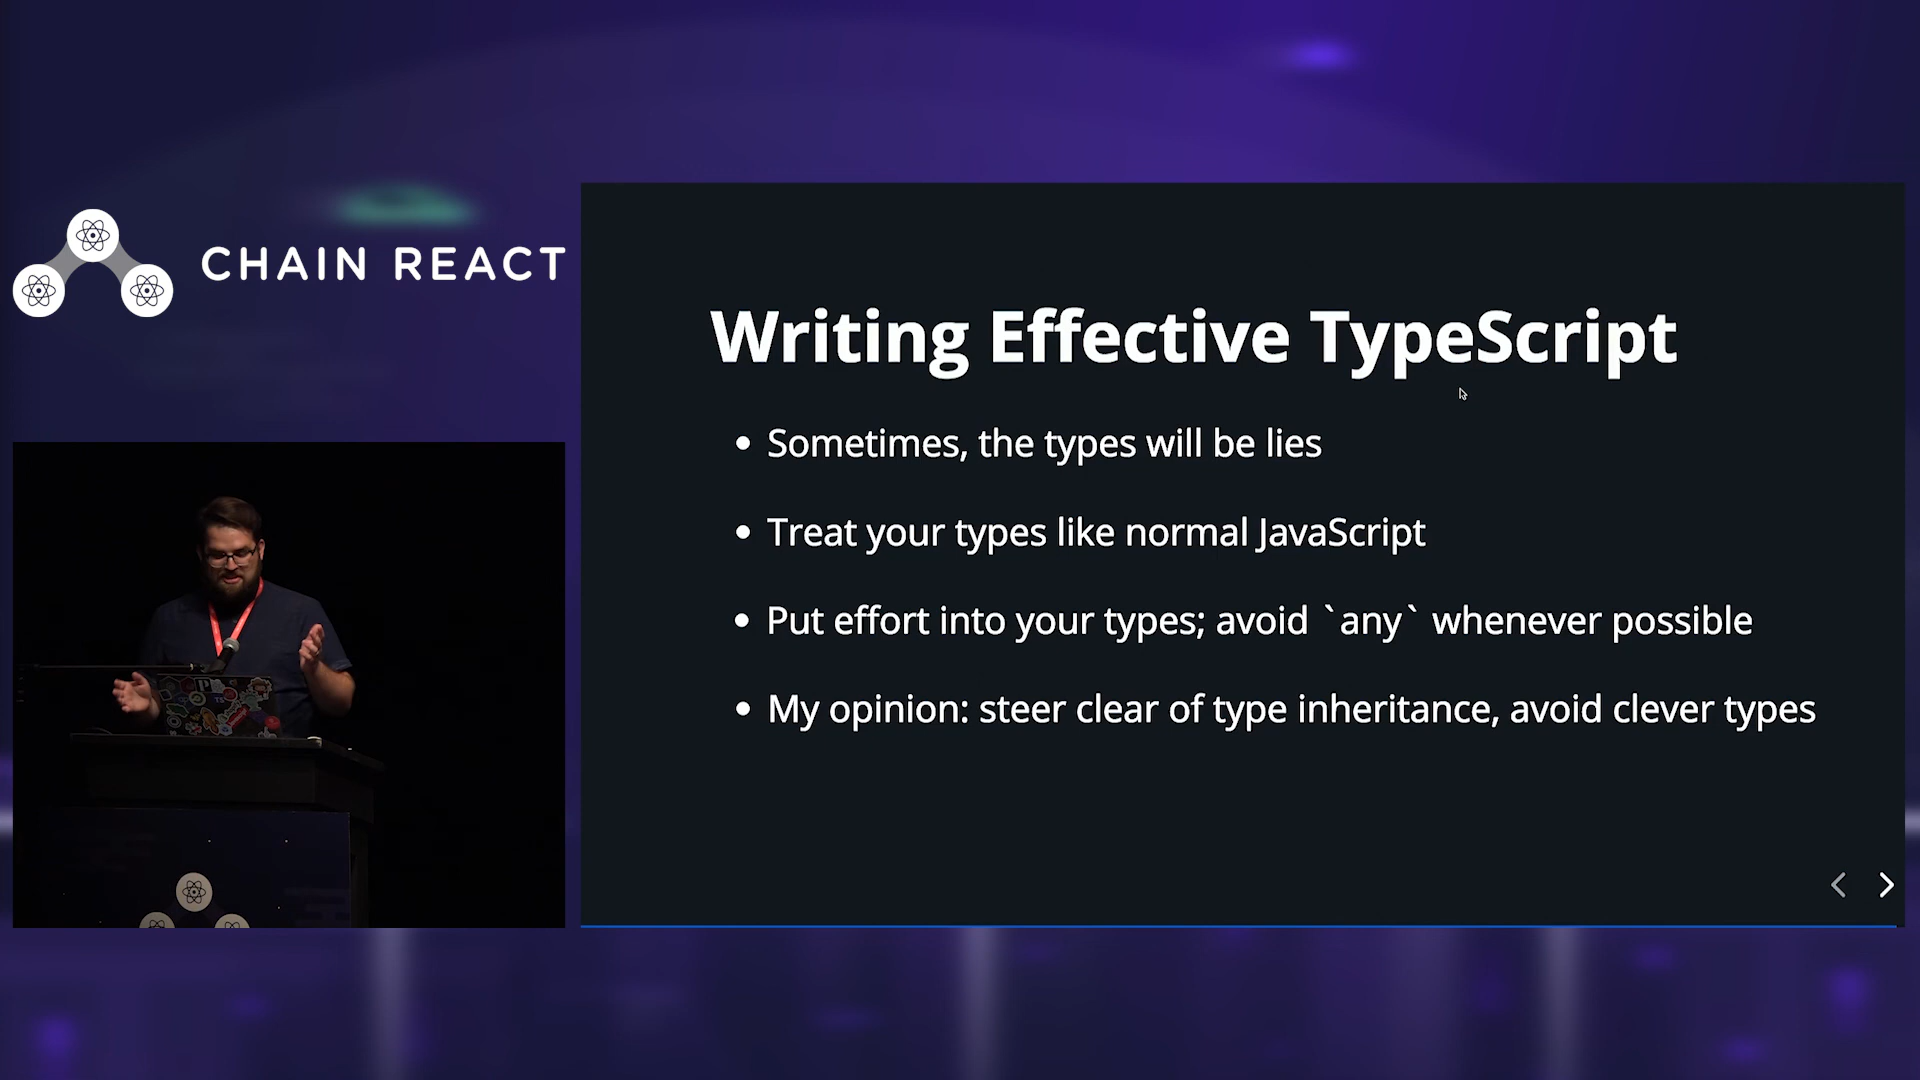 CHAIN REACT
Writing Effective TypeScript
Sometimes, the types will be lies
Treat your types like normal JavaScript
Put effort into your types; avoid `any` whenever possible
My opinion: steer clear of type inheritance, avoid clever types
TS